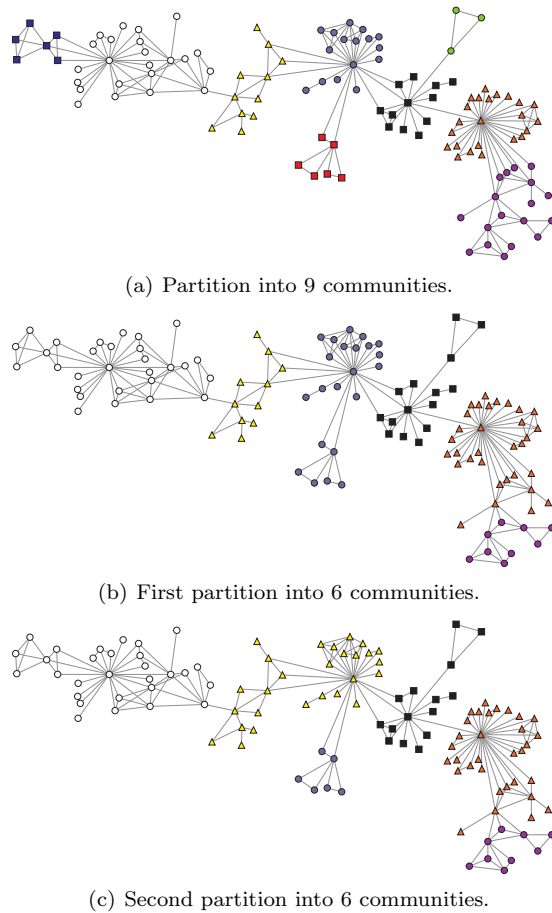 (a) Partition into 9 communities.
(b) First partition into 6 communities.
(c) Second partition into 6 communities.